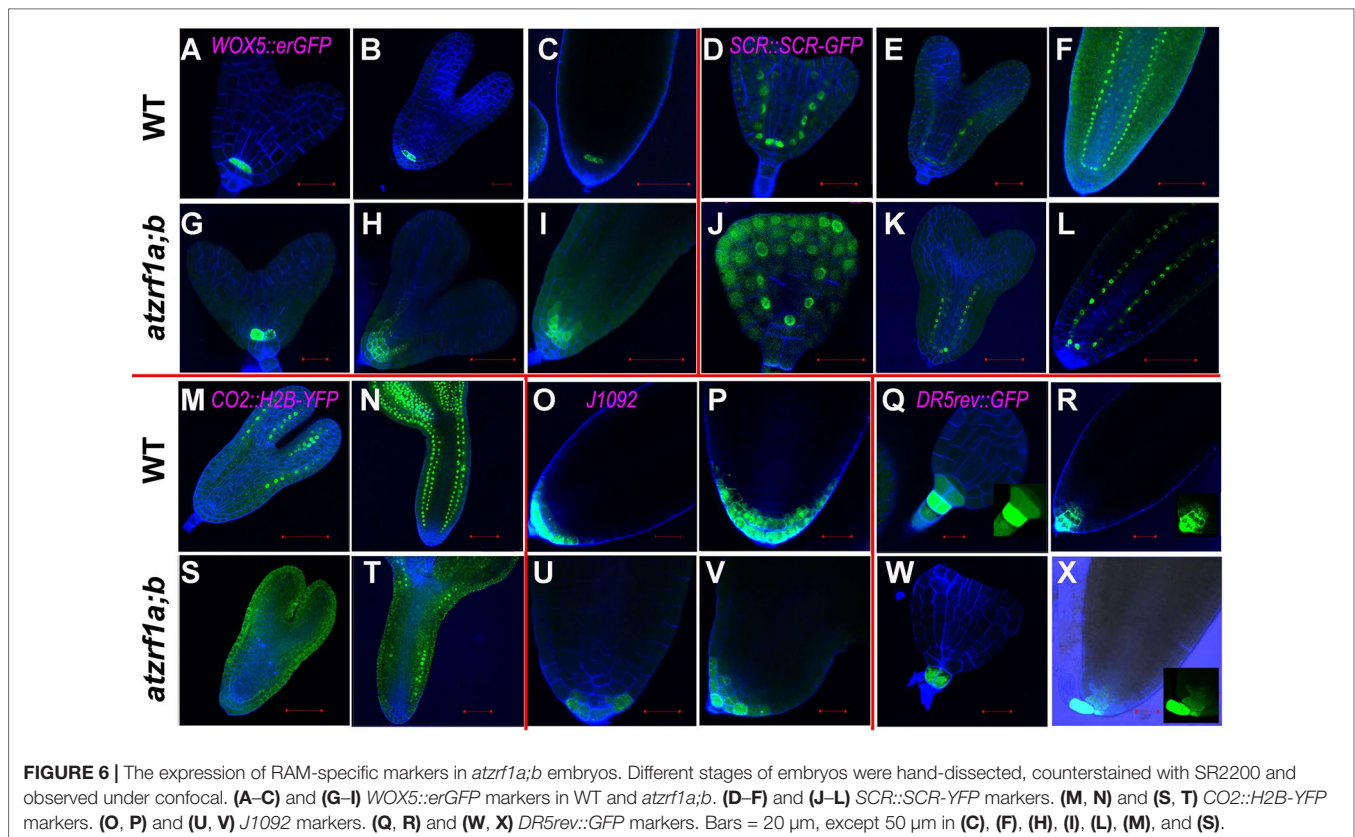 A WOX5::erGFP B C D SCR::SCR-GFP E F
WT
G H I J K L
atzrf1a;b
M CO2::H2B-YFP N O J1092 P Q DR5rev::GFP R
WT
S T U V W X
atzrf1a;b
FIGURE 6 | The expression of RAM-specific markers in atzrf1a;b embryos. Different stages of embryos were hand-dissected, counterstained with SR2200 and
observed under confocal. (A–C) and (G–I) WOX5::erGFP markers in WT and atzrf1a;b. (D–F) and (J–L) SCR::SCR-YFP markers. (M, N) and (S, T) CO2::H2B-YFP
markers. (O, P) and (U, V) J1092 markers. (Q, R) and (W, X) DR5rev::GFP markers. Bars = 20 µm, except 50 µm in (C), (F), (H), (I), (L), (M), and (S).